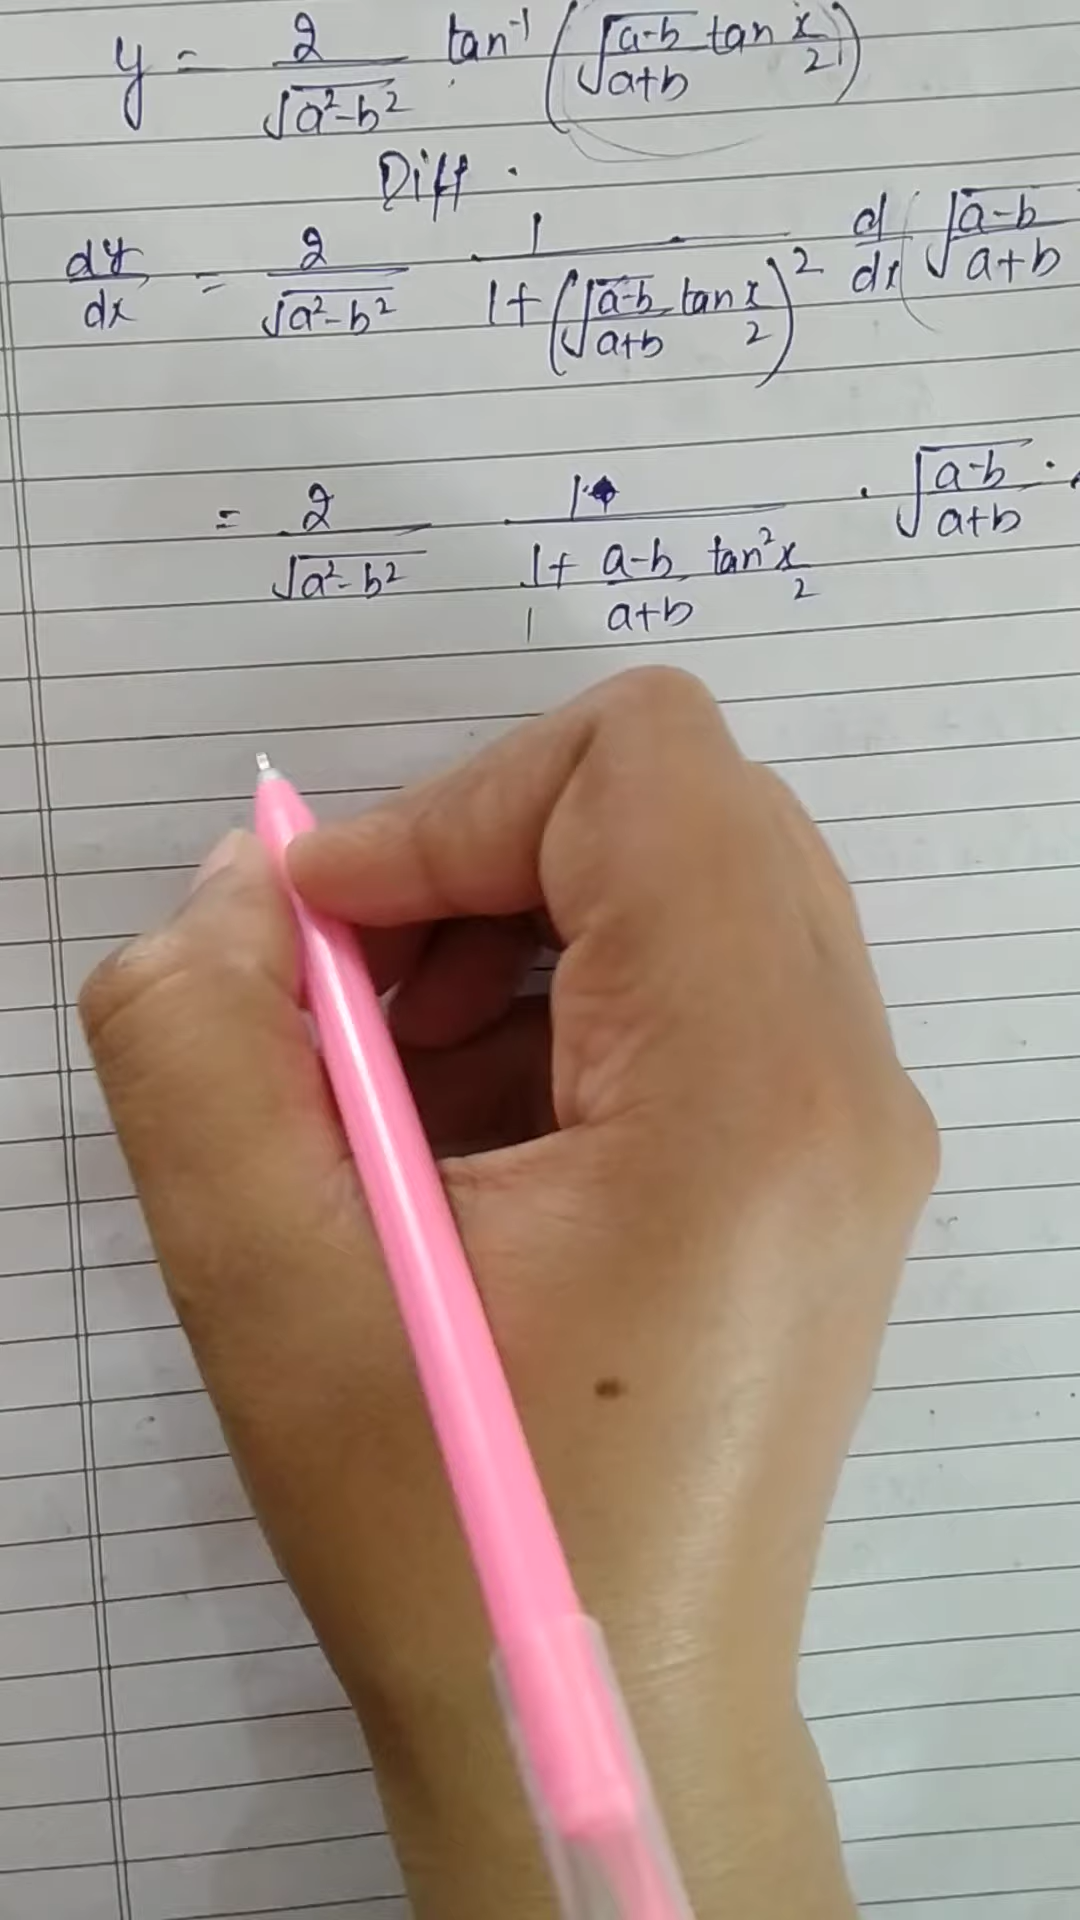 y = 2/√(a²-b²) tan⁻¹ (√((a-b)/(a+b)) tan x/2)
Diff.
dy/dx = 2/√(a²-b²) 1/(1+(√((a-b)/(a+b)) tan x/2)²) d/dx (√((a-b)/(a+b))
= 2/√(a²-b²) 1/(1+ (a-b)/(a+b) tan² x/2) . √((a-b)/(a+b)) .